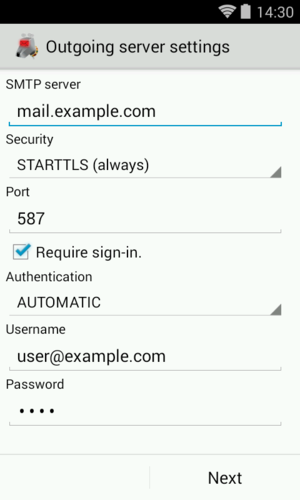 14:30
Outgoing server settings
SMTP server
mail.example.com
Security
STARTTLS (always)
Port
587
Require sign-in.
Authentication
AUTOMATIC
Username
user@example.com
Password
••••
Next